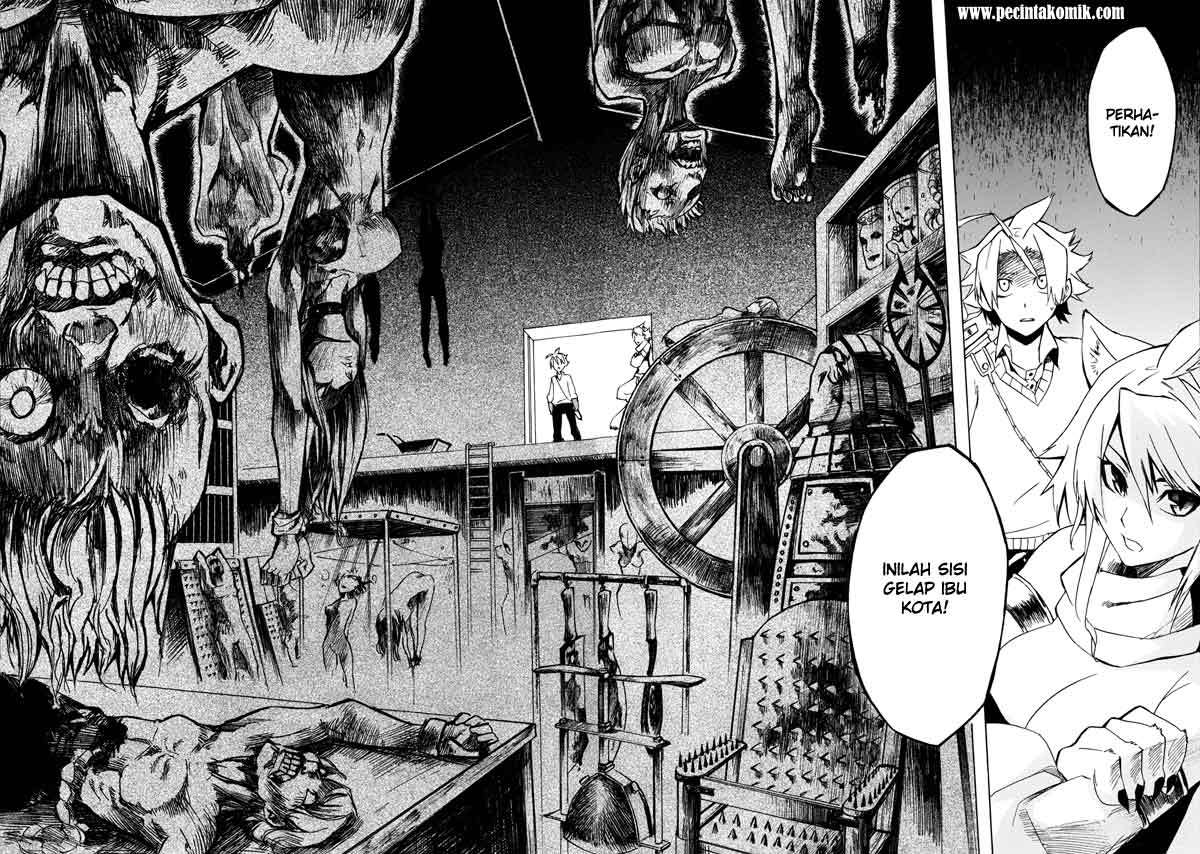 www.pecintakomik.com
PERHA-
TIKAN!
INILAH SISI
GELAP IBU
KOTA!